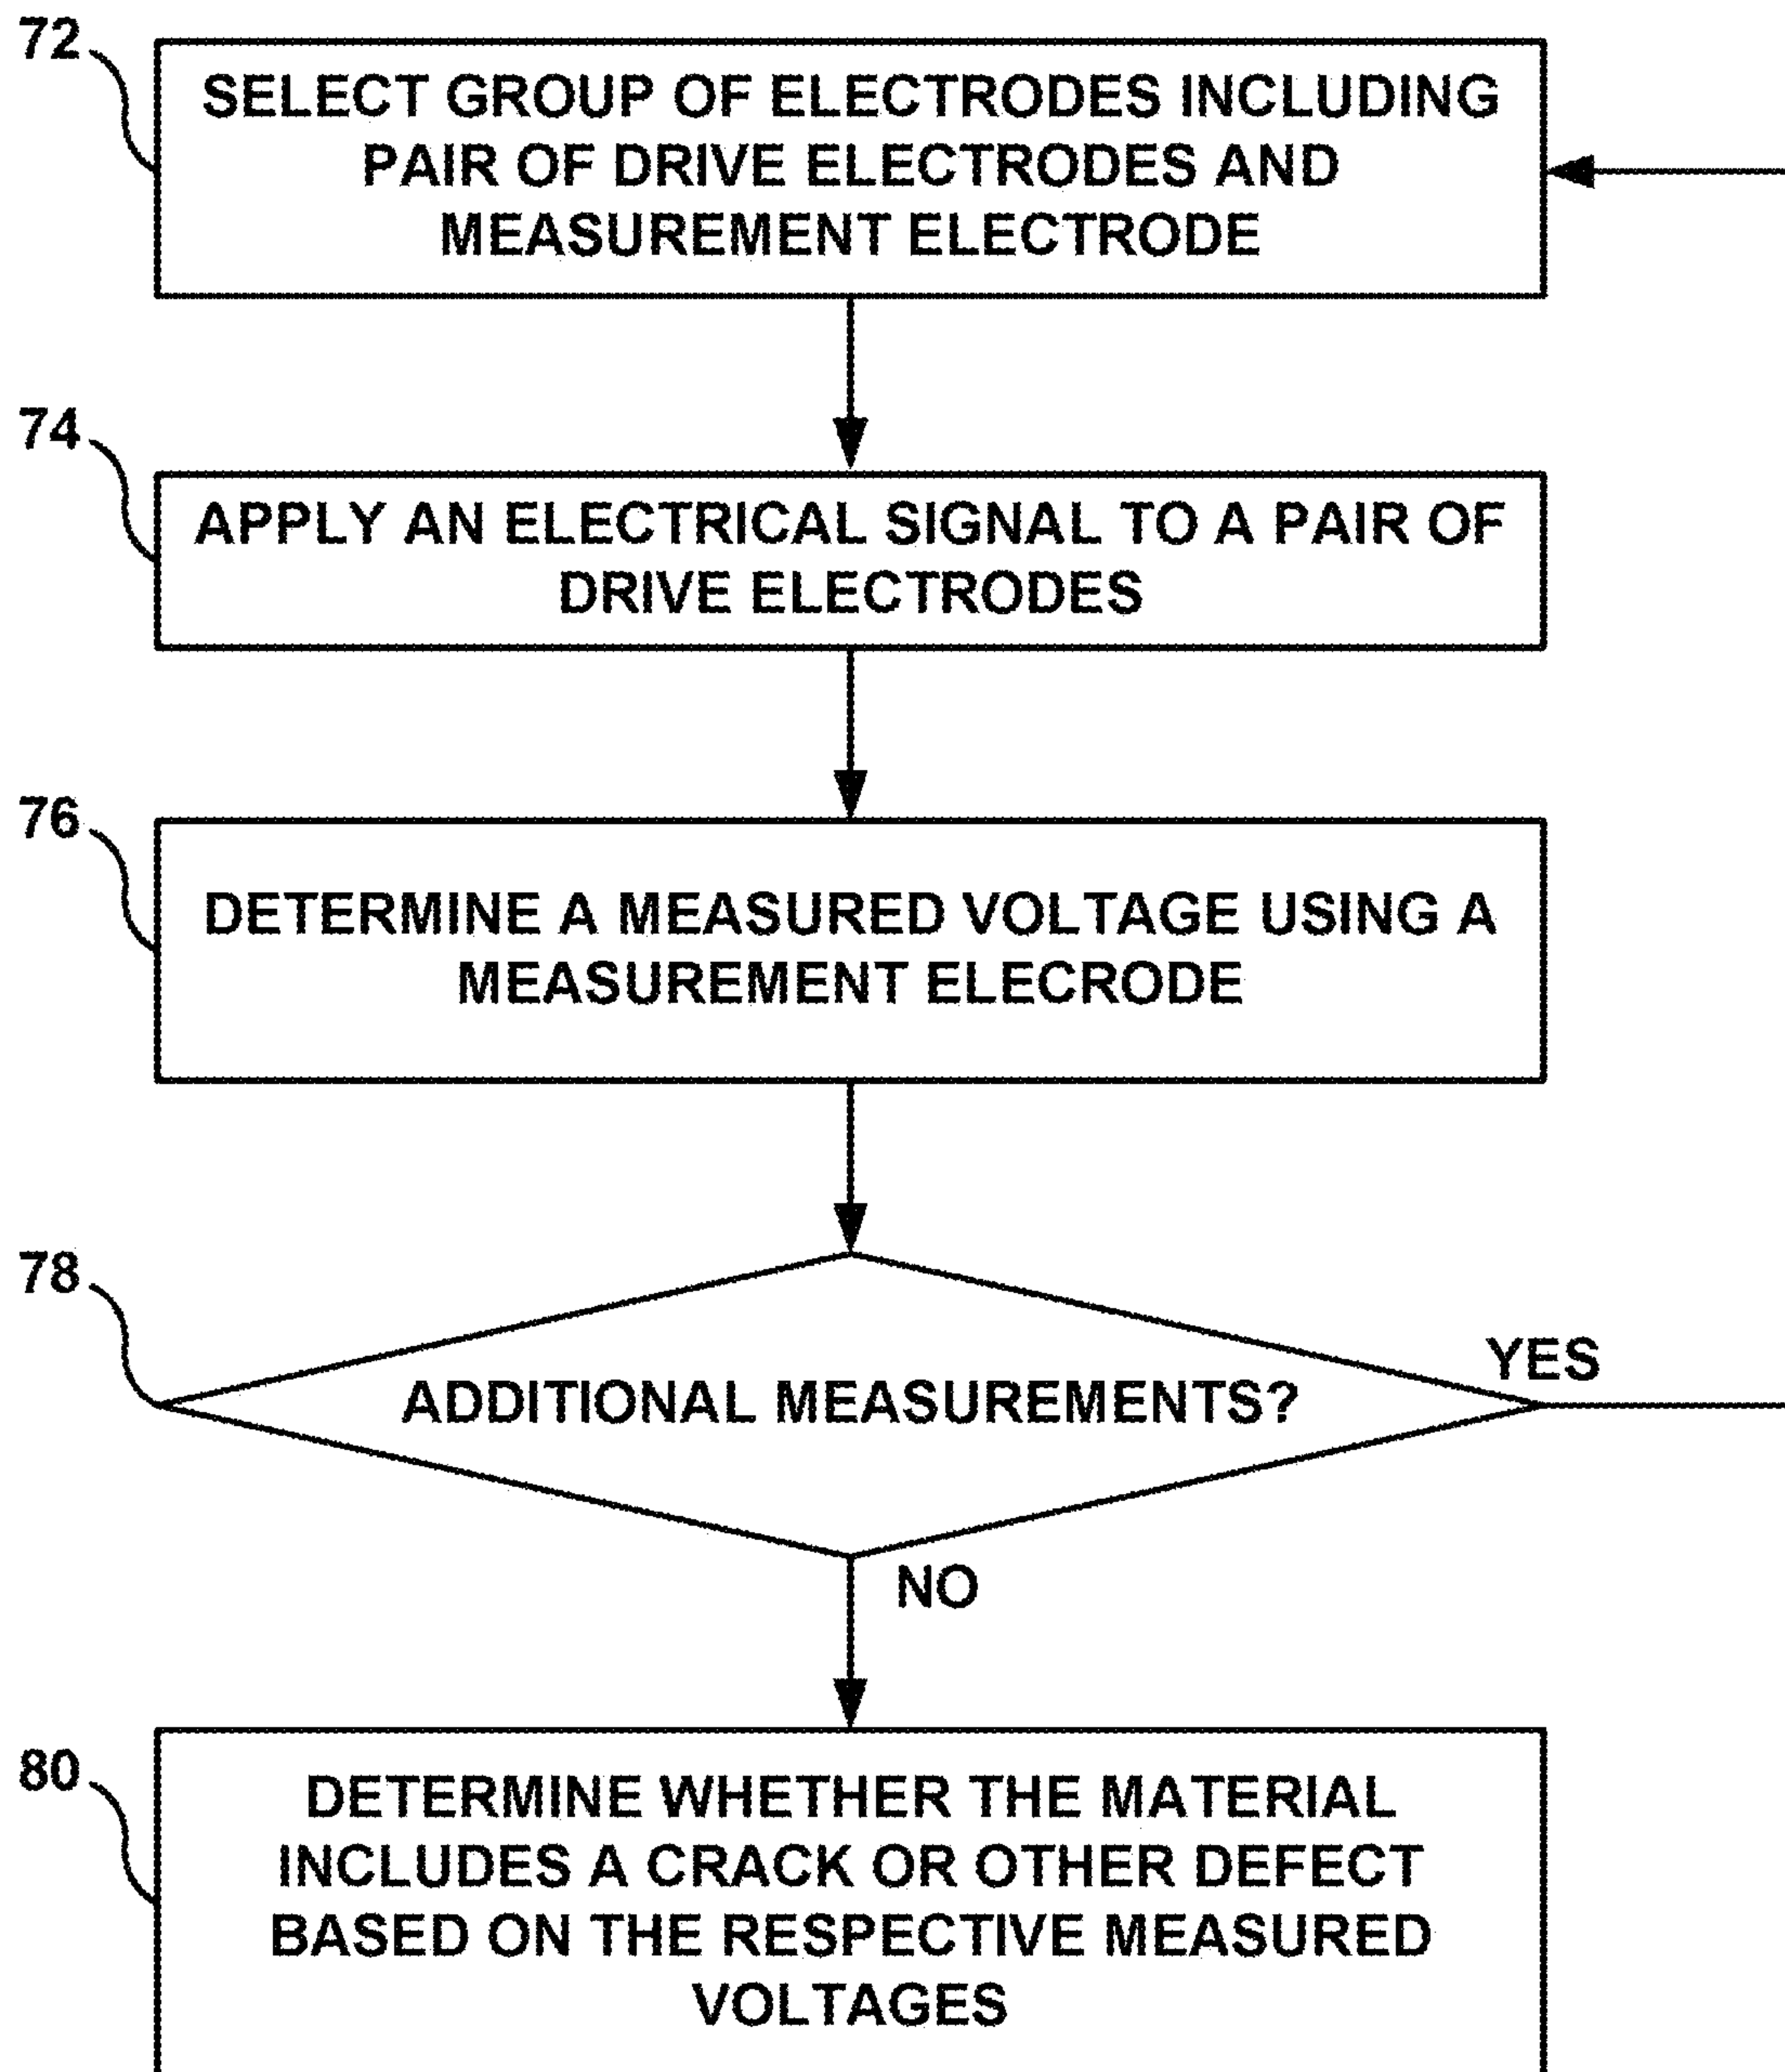 72
SELECT GROUP OF ELECTRODES INCLUDING
PAIR OF DRIVE ELECTRODES AND
MEASUREMENT ELECTRODE
74
APPLY AN ELECTRICAL SIGNAL TO A PAIR OF
DRIVE ELECTRODES
76
DETERMINE A MEASURED VOLTAGE USING A
MEASUREMENT ELECRODE
78
ADDITIONAL MEASUREMENTS?
YES
NO
80
DETERMINE WHETHER THE MATERIAL
INCLUDES A CRACK OR OTHER DEFECT
BASED ON THE RESPECTIVE MEASURED
VOLTAGES